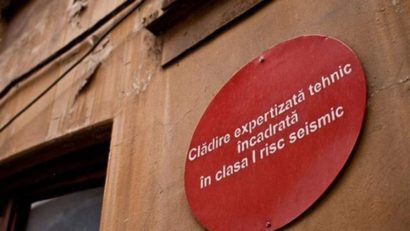 Clădire expertizată tehnic
încadrată
în clasa I risc seismic